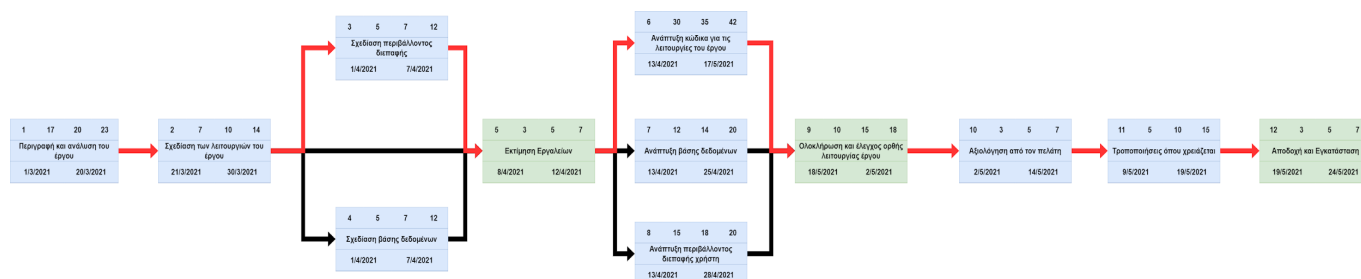 1 17 20 23
Περιγραφή και ανάλυση του
έργου
1/3/2021 20/3/2021
2 7 10 14
Σχεδίαση των λειτουργιών του
έργου
21/3/2021 30/3/2021
3 5 7 12
Σχεδίαση περιβάλλοντος
διεπαφής
1/4/2021 7/4/2021
4 5 7 12
Σχεδίαση βάσης δεδομένων
1/4/2021 7/4/2021
5 3 5 7
Εκτίμηση Εργαλείων
8/4/2021 12/4/2021
6 30 35 42
Ανάπτυξη κώδικα για τις
λειτουργίες του έργου
13/4/2021 17/5/2021
7 12 14 20
Ανάπτυξη βάσης δεδομένων
13/4/2021 25/4/2021
8 15 18 20
Ανάπτυξη περιβάλλοντος
διεπαφής χρήστη
13/4/2021 28/4/2021
9 10 15 18
Ολοκλήρωση και έλεγχος ορθής
λειτουργίας έργου
18/5/2021 2/5/2021
10 3 5 7
Αξιολόγηση από τον πελάτη
2/5/2021 14/5/2021
11 5 10 15
Τροποποιήσεις όπου χρειάζεται
9/5/2021 19/5/2021
12 3 5 7
Αποδοχή και Εγκατάσταση
19/5/2021 24/5/2021